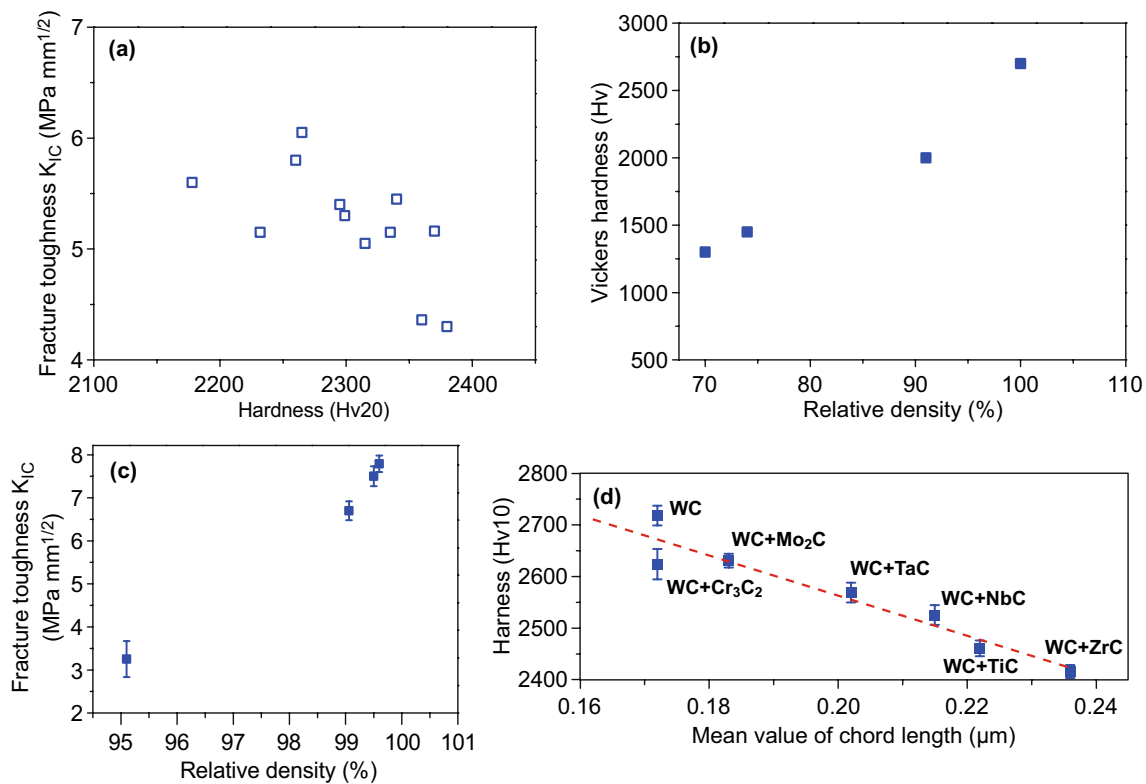 (a)
Fracture toughness K_IC (MPa mm^1/2)
7
6
5
4
2100 2200 2300 2400
Hardness (Hv20)
(b)
Vickers hardness (Hv)
3000
2500
2000
1500
1000
500
70 80 90 100 110
Relative density (%)
(c)
Fracture toughness K_IC
(MPa mm^1/2)
8
7
6
5
4
3
2
95 96 97 98 99 100 101
Relative density (%)
(d)
Harness (Hv10)
2800
2700
2600
2500
2400
WC
WC+Mo₂C
WC+Cr₃C₂
WC+TaC
WC+NbC
WC+ZrC
WC+TiC
0.16 0.18 0.20 0.22 0.24
Mean value of chord length (µm)